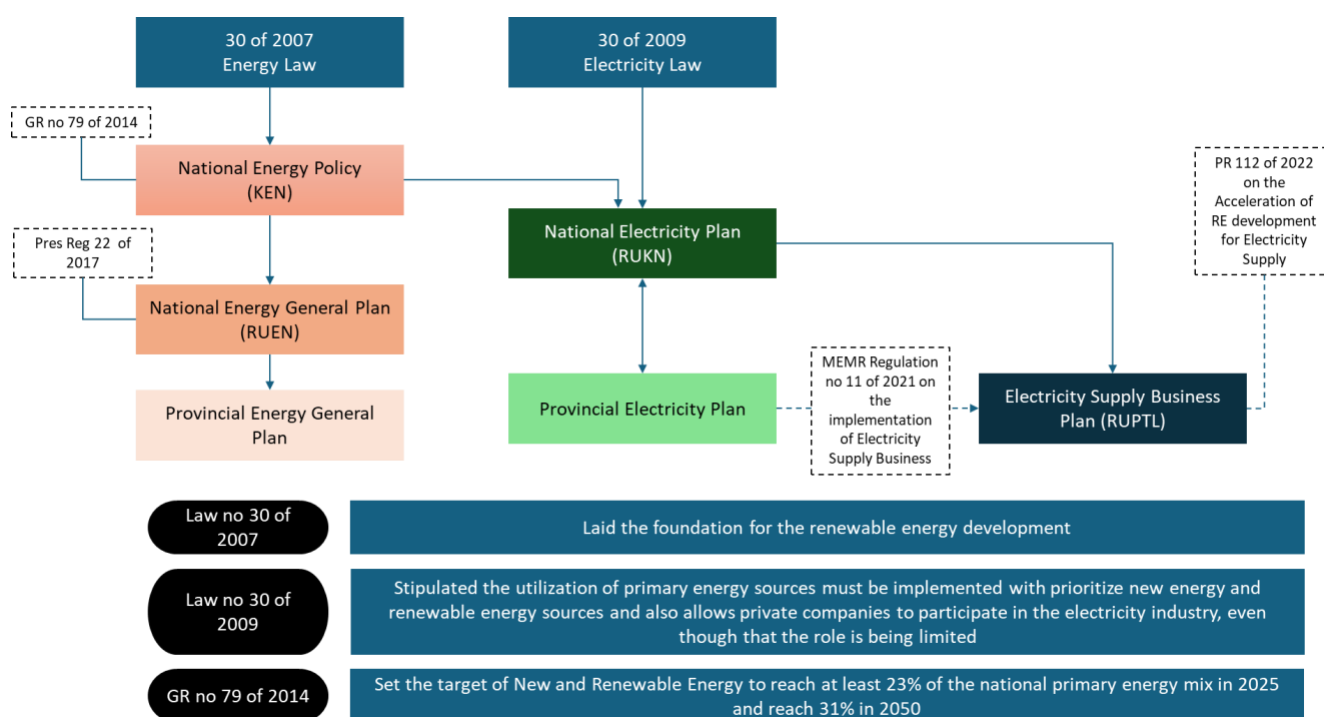 30 of 2007
Energy Law
30 of 2009
Electricity Law
GR no 79 of 2014
National Energy Policy
(KEN)
PR 112 of 2022
on the
Acceleration of
RE development
for Electricity
Supply
Pres Reg 22 of
2017
National Electricity Plan
(RUKN)
National Energy General Plan
(RUEN)
MEMR Regulation
no 11 of 2021 on
the
implementation
of Electricity
Supply Business
Provincial Energy General
Plan
Provincial Electricity Plan
Electricity Supply Business
Plan (RUPTL)
Law no 30 of
2007
Laid the foundation for the renewable energy development
Law no 30 of
2009
Stipulated the utilization of primary energy sources must be implemented with prioritize new energy and
renewable energy sources and also allows private companies to participate in the electricity industry, even
though that the role is being limited
GR no 79 of 2014
Set the target of New and Renewable Energy to reach at least 23% of the national primary energy mix in 2025
and reach 31% in 2050